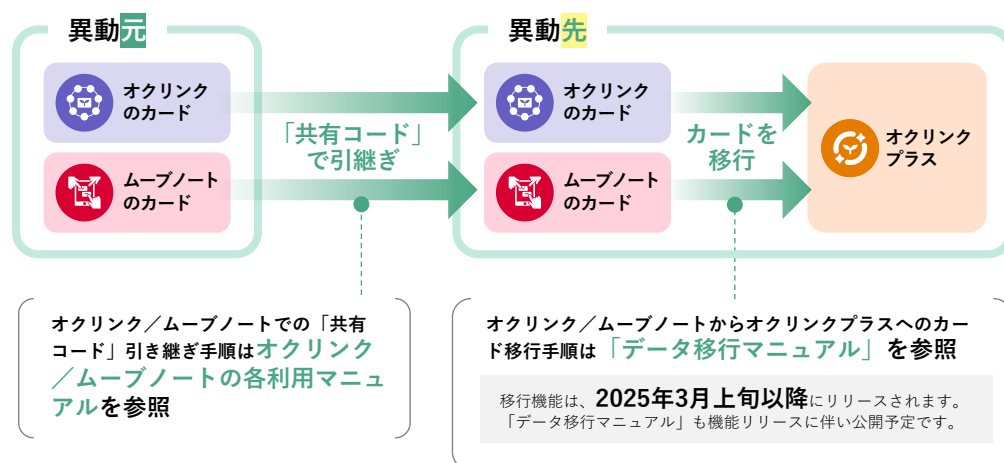 異動元
オクリンク
のカード
ムーブノート
のカード
「共有コード」
で引継ぎ
異動先
オクリンク
のカード
ムーブノート
のカード
カードを
移行
オクリンク
プラス
オクリンク／ムーブノートでの「共有
コード」引き継ぎ手順はオクリンク
／ムーブノートの各利用マニュ
アルを参照
オクリンク／ムーブノートからオクリンクプラスへのカー
ド移行手順は「データ移行マニュアル」を参照
移行機能は、2025年3月上旬以降にリリースされます。
「データ移行マニュアル」も機能リリースに伴い公開予定です。